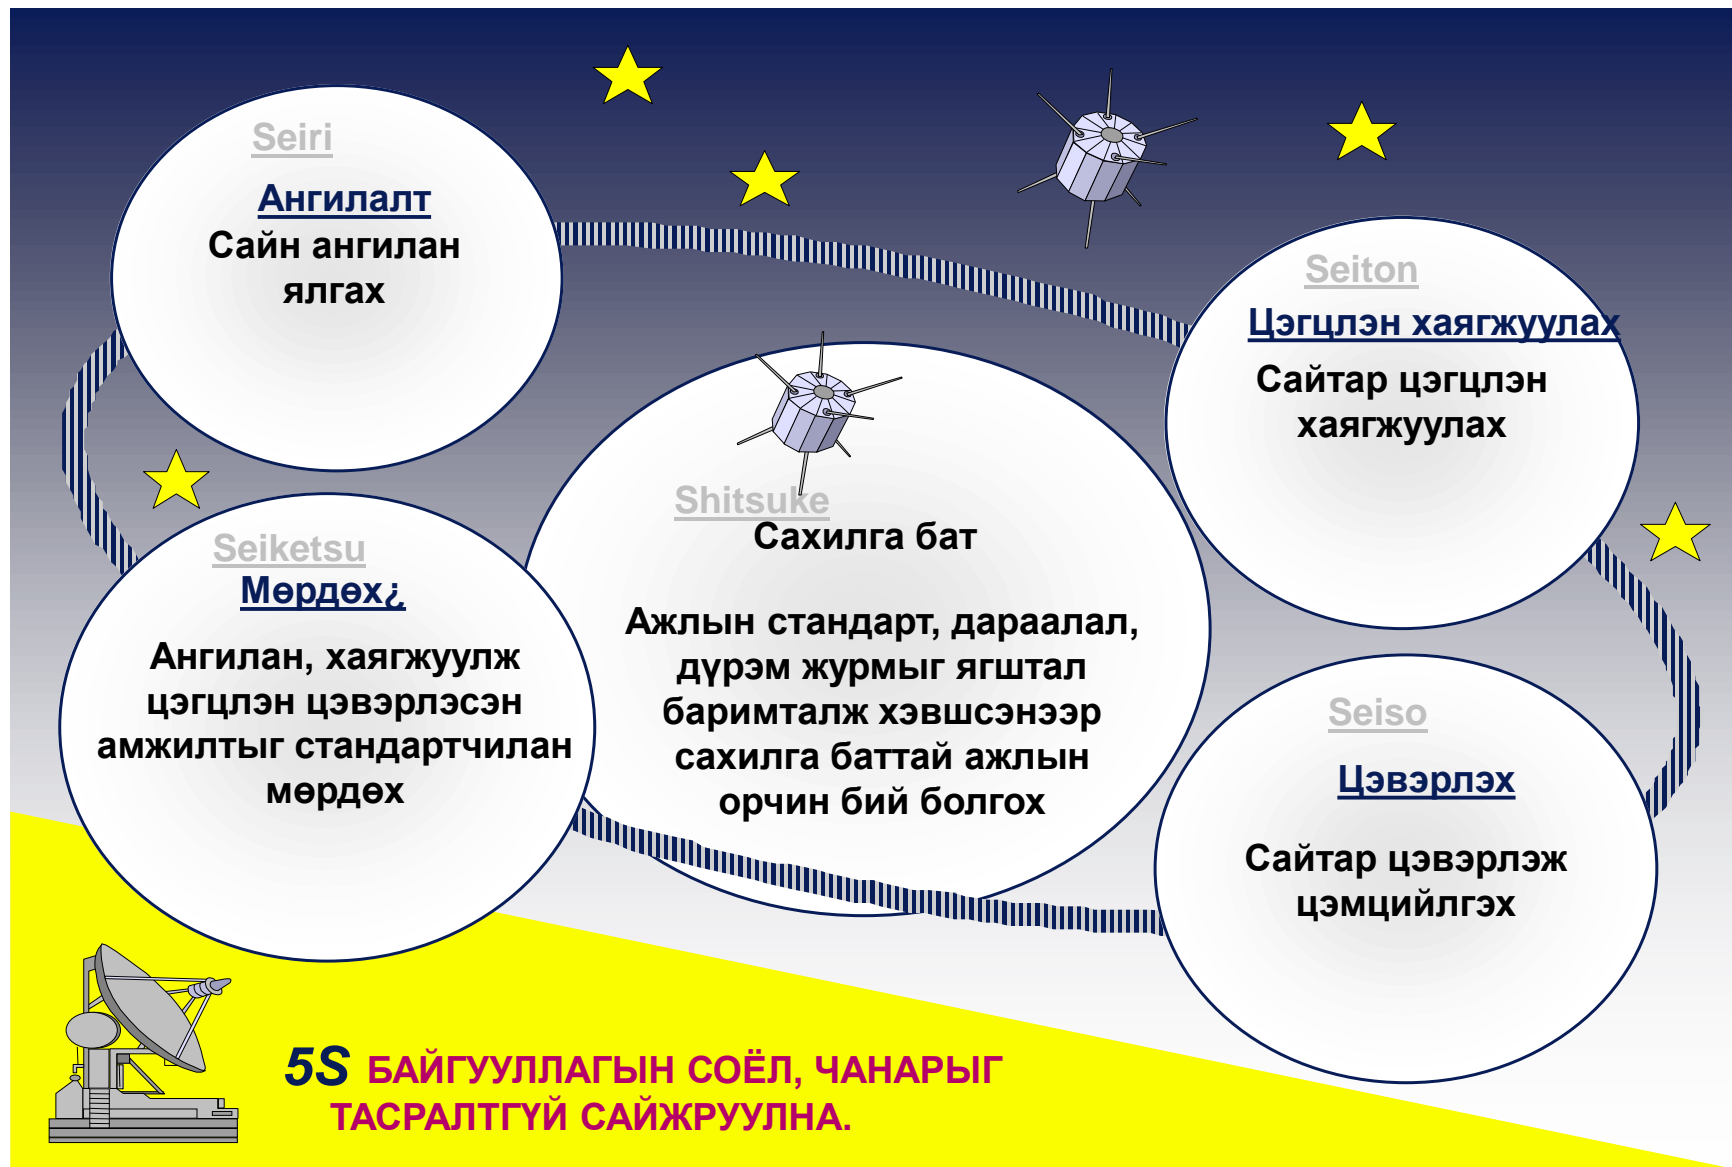 Seiri
Ангилалт
Сайн ангилан
ялгах
Seiton
Цэгцлэн хаягжуулах
Сайтар цэгцлэн
хаягжуулах
Shitsuke
Сахилга бат
Ажлын стандарт, дараалал,
дүрэм журмыг ягштал
баримталж хэвшсэнээр
сахилга баттай ажлын
орчин бий болгох
Seiketsu
Мөрдөх¿
Ангилан, хаягжуулж
цэгцлэн цэвэрлэсэн
амжилтыг стандартчилан
мөрдөх
Seiso
Цэвэрлэх
Сайтар цэвэрлэж
цэмцийлгэх
5S БАЙГУУЛЛАГЫН СОЁЛ, ЧАНАРЫГ
ТАСРАЛТГҮЙ САЙЖРУУЛНА.